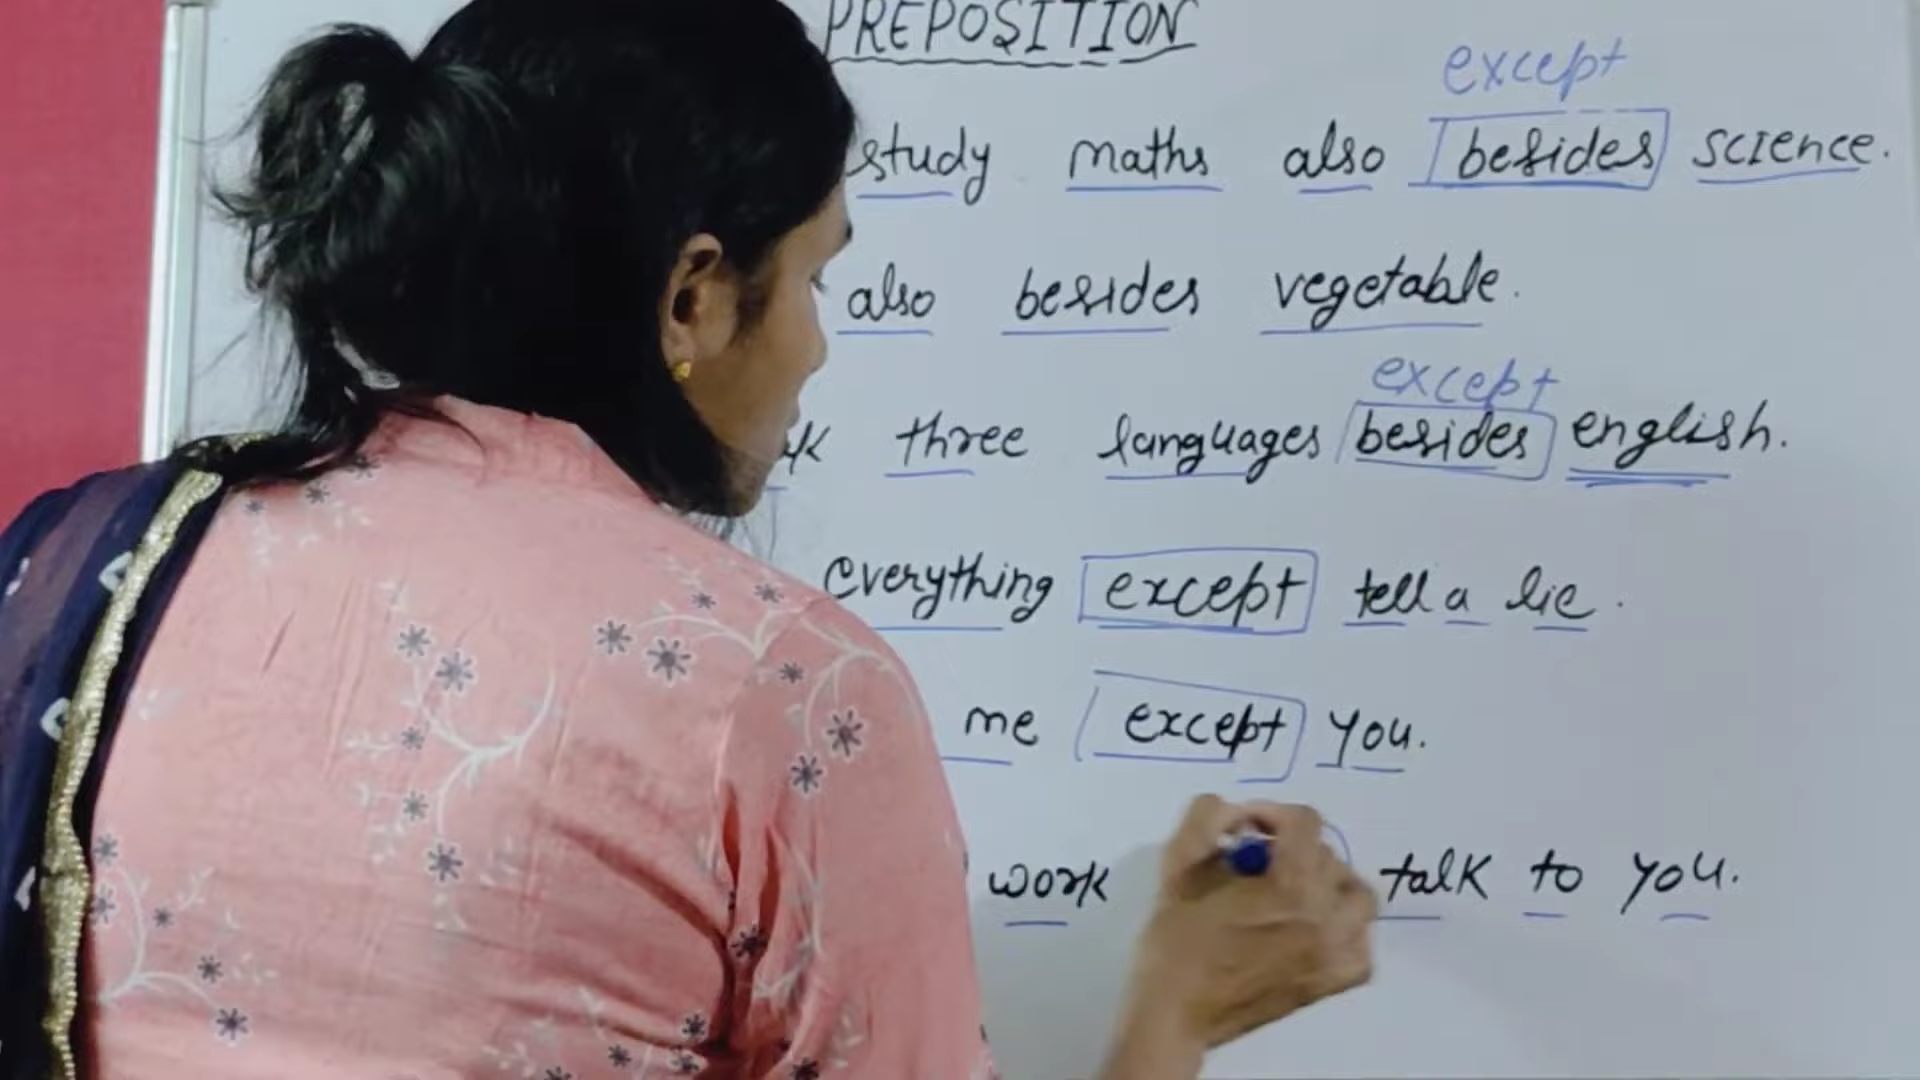 PREPOSITION
except
study maths also besides science.
also besides vegetable.
except
three languages besides english.
everything except tell a lie.
me except you.
work talk to you.